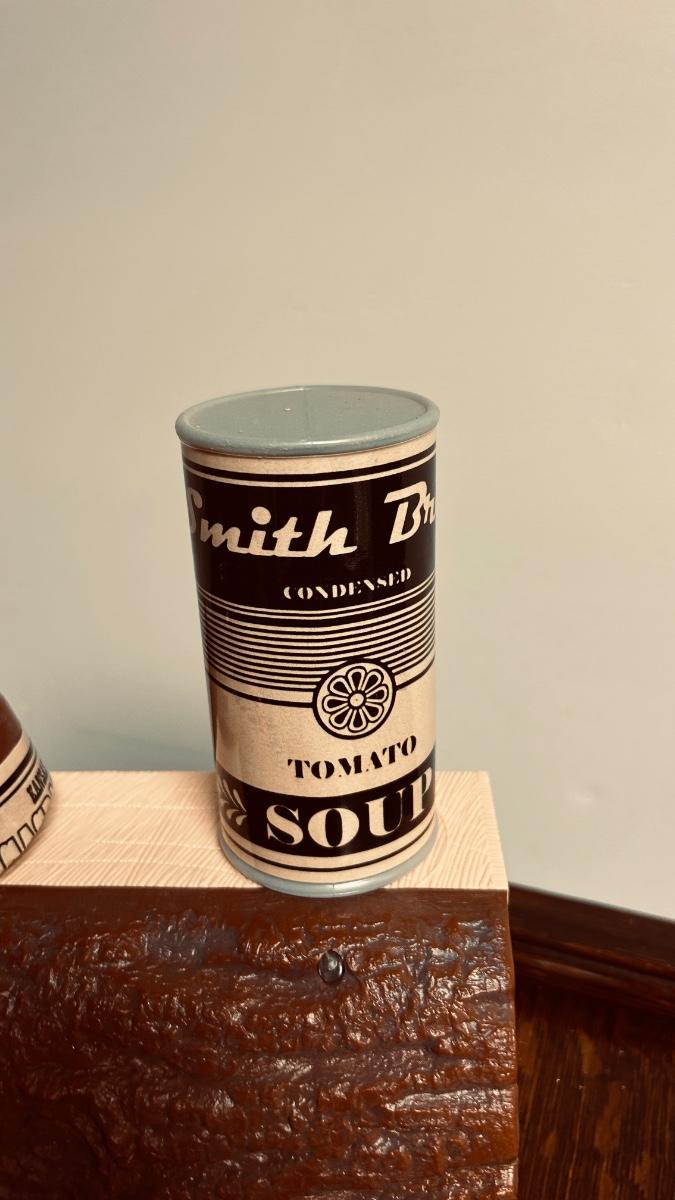 Smith Br
CONDENSED
TOMATO
SOUP